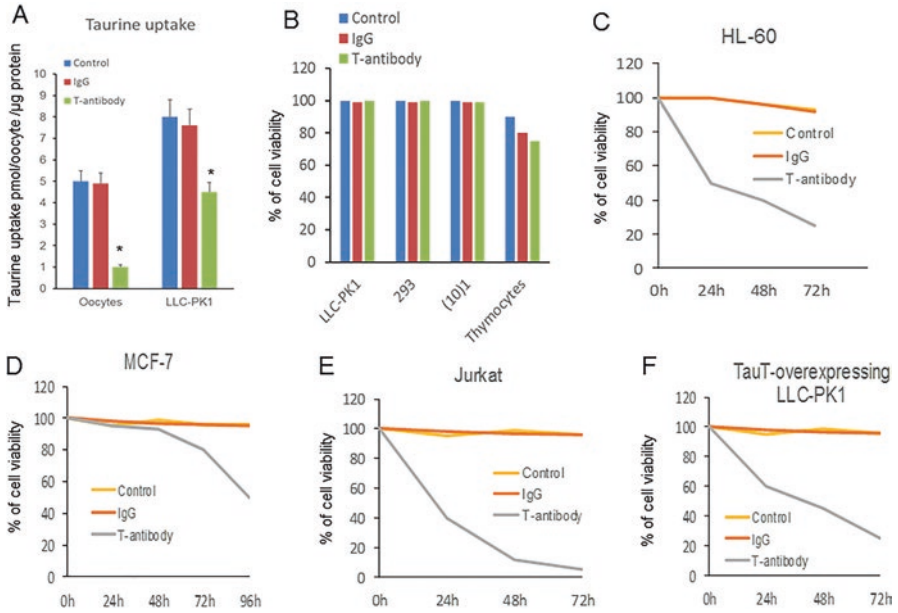 A
Taurine uptake
Control
IgG
T-antibody
Taurine uptake pmol/oocyte /µg protein
10
9
8
7
6
5
4
3
2
1
0
*
*
Oocytes
LLC-PK1
B
Control
IgG
T-antibody
% of cell viability
120
100
80
60
40
20
0
LLC-PK1
293
(10)1
Thymocytes
C
HL-60
% of cell viability
120
100
80
60
40
20
0
Control
IgG
T-antibody
0h 24h 48h 72h
D
MCF-7
% of cell viability
120
100
80
60
40
20
0
Control
IgG
T-antibody
0h 24h 48h 72h 96h
E
Jurkat
% of cell viability
120
100
80
60
40
20
0
Control
IgG
T-antibody
0h 24h 48h 72h
F
TauT-overexpressing
LLC-PK1
% of cell viability
120
100
80
60
40
20
0
Control
IgG
T-antibody
0h 24h 48h 72h